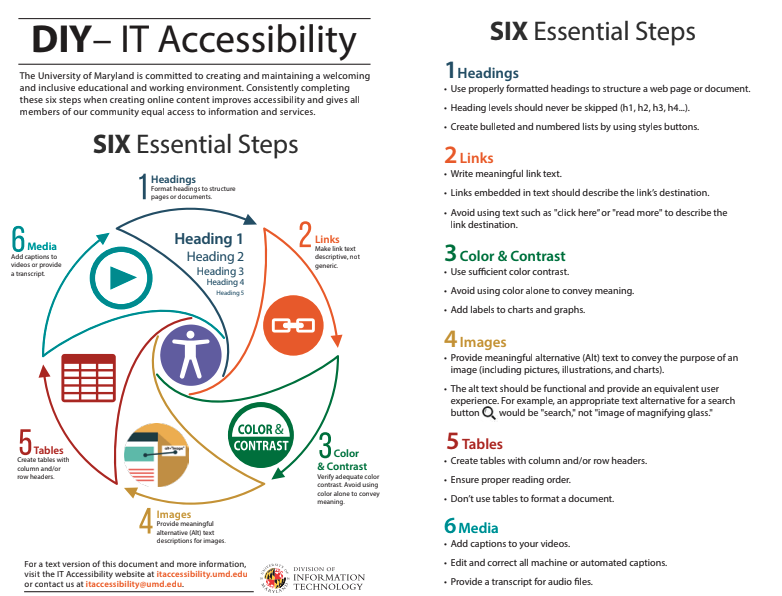 DIY– IT Accessibility
The University of Maryland is committed to creating and maintaining a welcoming
and inclusive educational and working environment. Consistently completing
these six steps when creating online content improves accessibility and gives all
members of our community equal access to information and services.
SIX Essential Steps
1 Headings
Format headings to structure
pages or documents.
Heading 1
Heading 2
Heading 3
Heading 4
Heading 5
2 Links
Make link text
descriptive, not
generic.
COLOR &
CONTRAST
3 Color
& Contrast
Verify adequate color
contrast. Avoid using
color alone to convey
meaning.
alt="image"
4 Images
Provide meaningful
alternative (Alt) text
descriptions for images.
5 Tables
Create tables with
column and/or
row headers.
6 Media
Add captions to
videos or provide
a transcript.
For a text version of this document and more information,
visit the IT Accessibility website at itaccessibility.umd.edu
or contact us at itaccessibility@umd.edu.
UNIVERSITY OF
MARYLAND
DIVISION OF
INFORMATION
TECHNOLOGY
SIX Essential Steps
1 Headings
• Use properly formatted headings to structure a web page or document.
• Heading levels should never be skipped (h1, h2, h3, h4...).
• Create bulleted and numbered lists by using styles buttons.
2 Links
• Write meaningful link text.
• Links embedded in text should describe the link's destination.
• Avoid using text such as "click here" or "read more" to describe the
link destination.
3 Color & Contrast
• Use sufficient color contrast.
• Avoid using color alone to convey meaning.
• Add labels to charts and graphs.
4 Images
• Provide meaningful alternative (Alt) text to convey the purpose of an
image (including pictures, illustrations, and charts).
• The alt text should be functional and provide an equivalent user
experience. For example, an appropriate text alternative for a search
button would be "search," not "image of magnifying glass."
5 Tables
• Create tables with column and/or row headers.
• Ensure proper reading order.
• Don't use tables to format a document.
6 Media
• Add captions to your videos.
• Edit and correct all machine or automated captions.
• Provide a transcript for audio files.